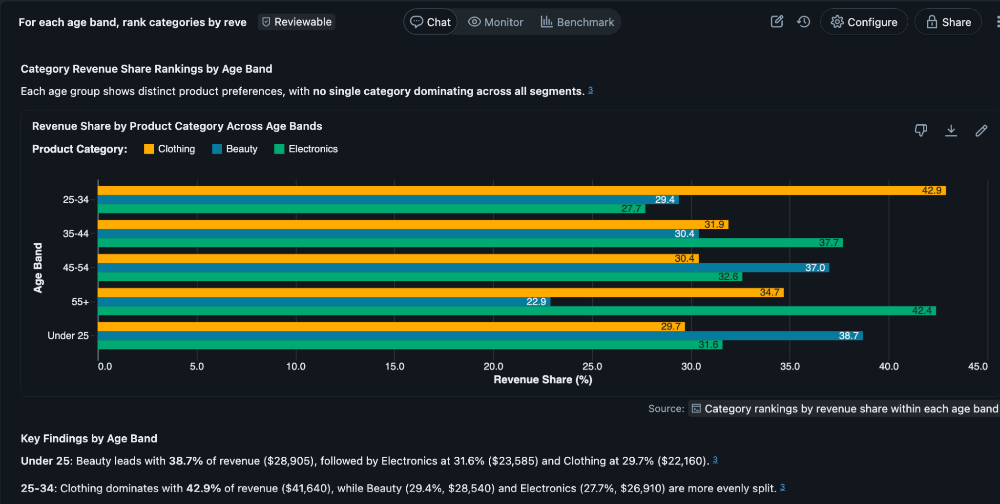 For each age band, rank categories by reve Reviewable Chat Monitor Benchmark Configure Share
Category Revenue Share Rankings by Age Band
Each age group shows distinct product preferences, with no single category dominating across all segments. 3
Revenue Share by Product Category Across Age Bands
Product Category: Clothing Beauty Electronics
Age Band
25-34
42.9
29.4
27.7
35-44
31.9
30.4
37.7
45-54
30.4
37.0
32.6
55+
34.7
22.9
42.4
Under 25
29.7
38.7
31.6
0.0 5.0 10.0 15.0 20.0 25.0 30.0 35.0 40.0 45.0
Revenue Share (%)
Source: Category rankings by revenue share within each age band
Key Findings by Age Band
Under 25: Beauty leads with 38.7% of revenue ($28,905), followed by Electronics at 31.6% ($23,585) and Clothing at 29.7% ($22,160). 3
25-34: Clothing dominates with 42.9% of revenue ($41,640), while Beauty (29.4%, $28,540) and Electronics (27.7%, $26,910) are more evenly split. 3